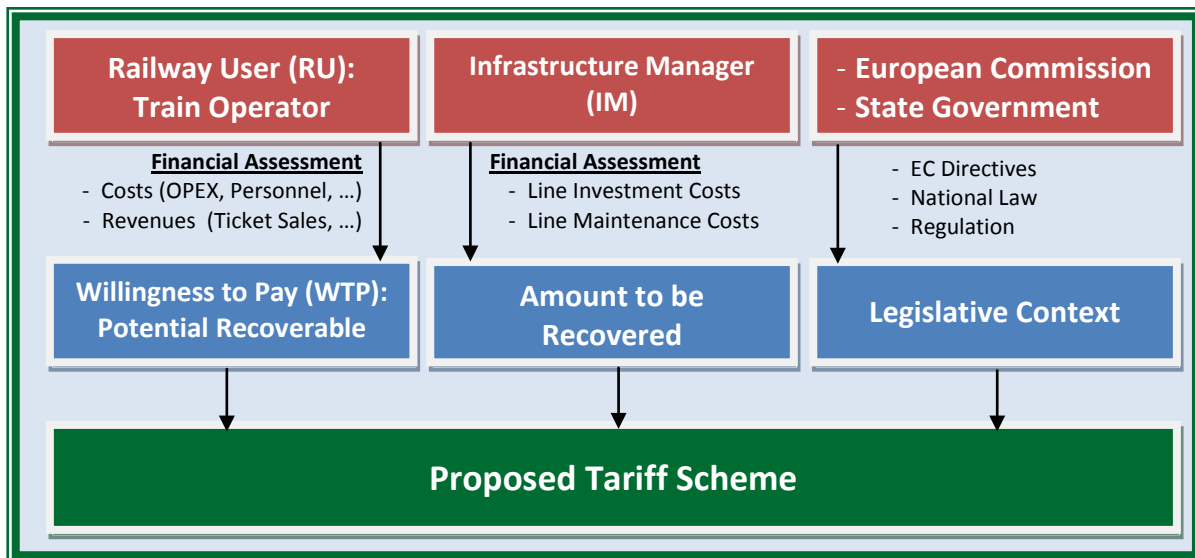 Railway User (RU):
Train Operator
Infrastructure Manager
(IM)
- European Commission
- State Government
Financial Assessment
- Costs (OPEX, Personnel, ...)
- Revenues (Ticket Sales, ...)
Financial Assessment
- Line Investment Costs
- Line Maintenance Costs
- EC Directives
- National Law
- Regulation
Willingness to Pay (WTP):
Potential Recoverable
Amount to be
Recovered
Legislative Context
Proposed Tariff Scheme